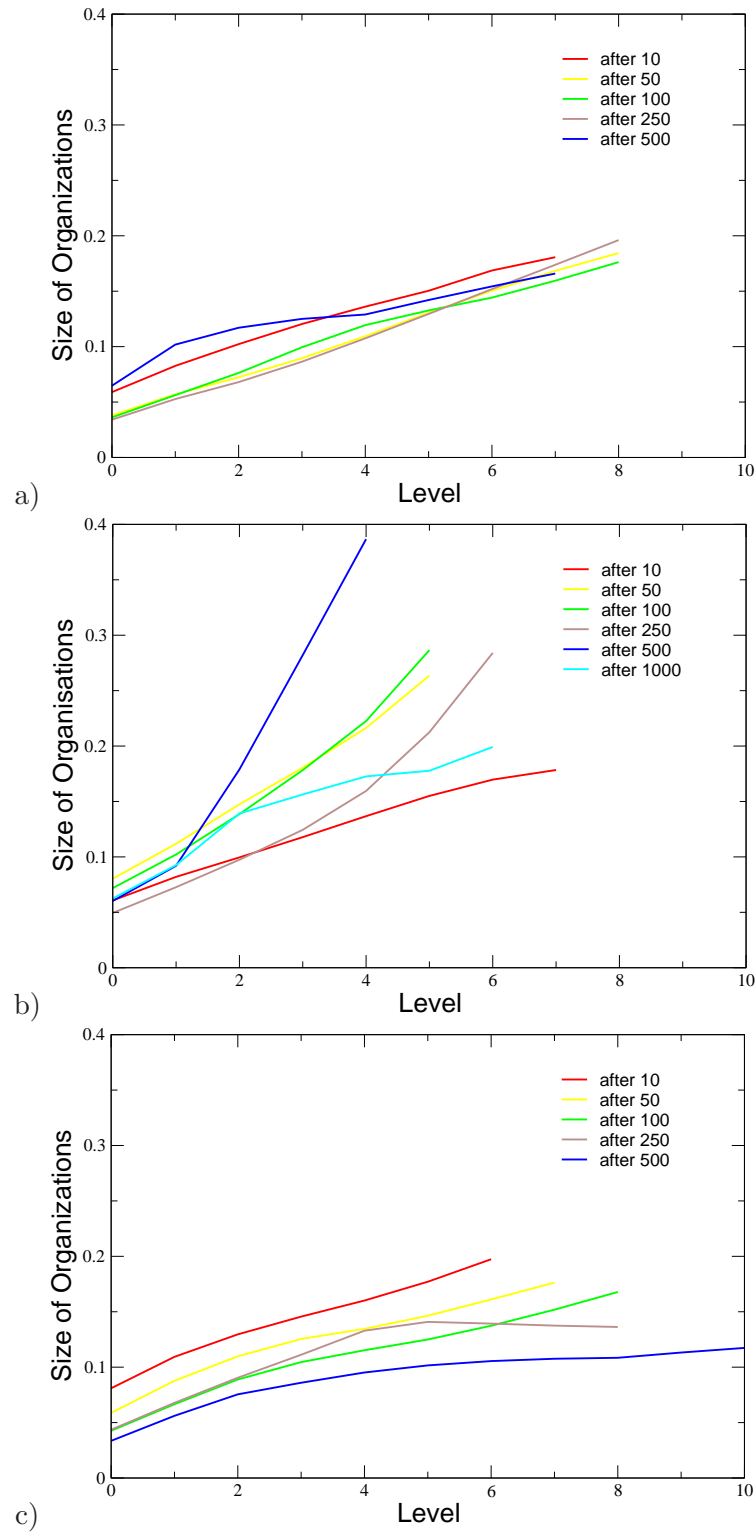 0.4
0.3
0.2
0.1
0
Size of Organizations
after 10
after 50
after 100
after 250
after 500
0 2 4 6 8 10
Level
a)
0.4
0.3
0.2
0.1
0
Size of Organisations
after 10
after 50
after 100
after 250
after 500
after 1000
0 2 4 6 8 10
Level
b)
0.4
0.3
0.2
0.1
0
Size of Organizations
after 10
after 50
after 100
after 250
after 500
0 2 4 6 8 10
Level
c)